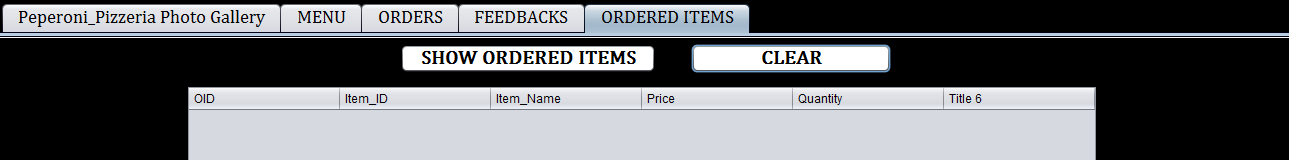 Peperoni_Pizzeria Photo Gallery MENU ORDERS FEEDBACKS ORDERED ITEMS
SHOW ORDERED ITEMS CLEAR
OID Item_ID Item_Name Price Quantity Title 6